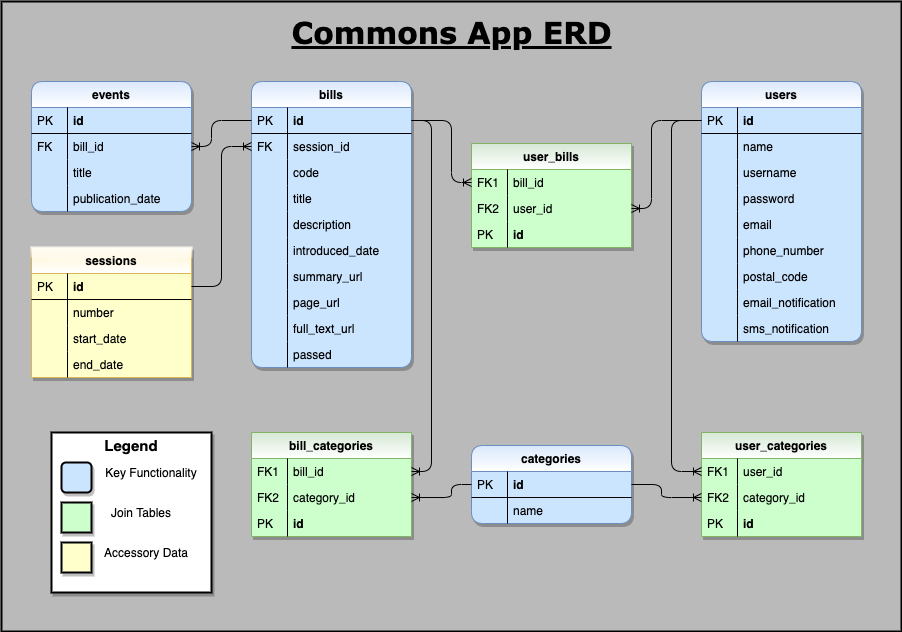 Commons App ERD
events
PK id
FK bill_id
title
publication_date
bills
PK id
FK session_id
code
title
description
introduced_date
summary_url
page_url
full_text_url
passed
users
PK id
name
username
password
email
phone_number
postal_code
email_notification
sms_notification
user_bills
FK1 bill_id
FK2 user_id
PK id
sessions
PK id
number
start_date
end_date
Legend
Key Functionality
Join Tables
Accessory Data
bill_categories
FK1 bill_id
FK2 category_id
PK id
categories
PK id
name
user_categories
FK1 user_id
FK2 category_id
PK id